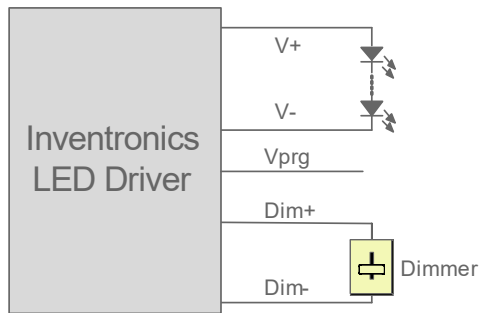 V+
V-
Inventronics
LED Driver
Vprg
Dim+
Dimmer
Dim-